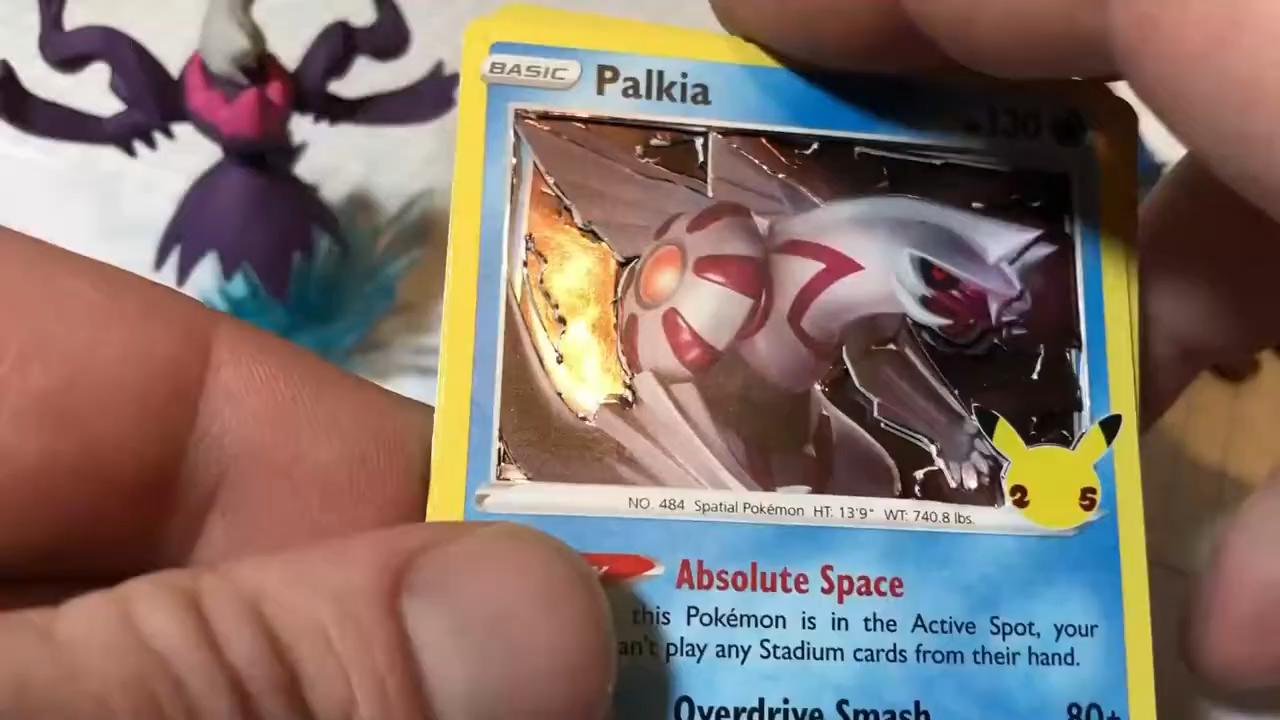 BASIC Palkia 130
NO. 484 Spatial Pokémon HT: 13'9" WT: 740.8 lbs.
25
Absolute Space
this Pokémon is in the Active Spot, your
play any Stadium cards from their hand.
Overdrive Smash 80+